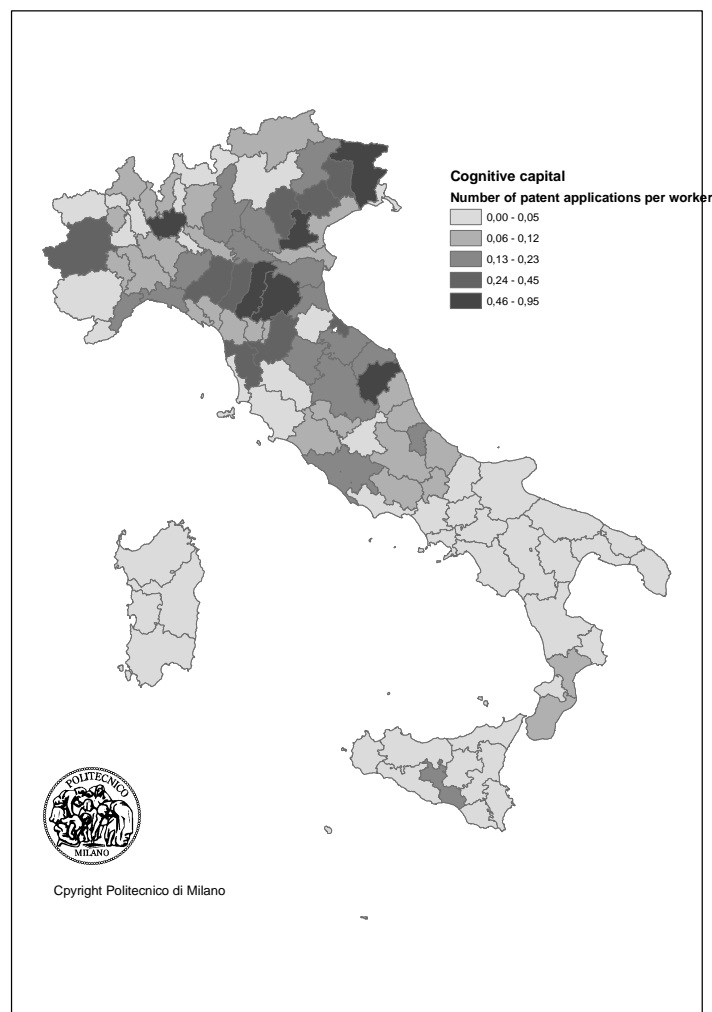 Cognitive capital
Number of patent applications per worker
0,00 - 0,05
0,06 - 0,12
0,13 - 0,23
0,24 - 0,45
0,46 - 0,95
POLITECNICO
MILANO
Cpyright Politecnico di Milano